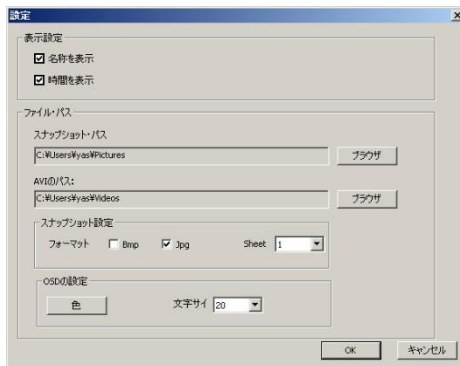 設定
表示設定
名称を表示
時間を表示
ファイル・パス
スナップショット・パス
C:¥Users¥yas¥Pictures
ブラウザ
AVIのパス:
C:¥Users¥yas¥Videos
ブラウザ
スナップショット設定
フォーマット Bmp Jpg Sheet 1
OSDの設定
色 文字サイ 20
OK キャンセル